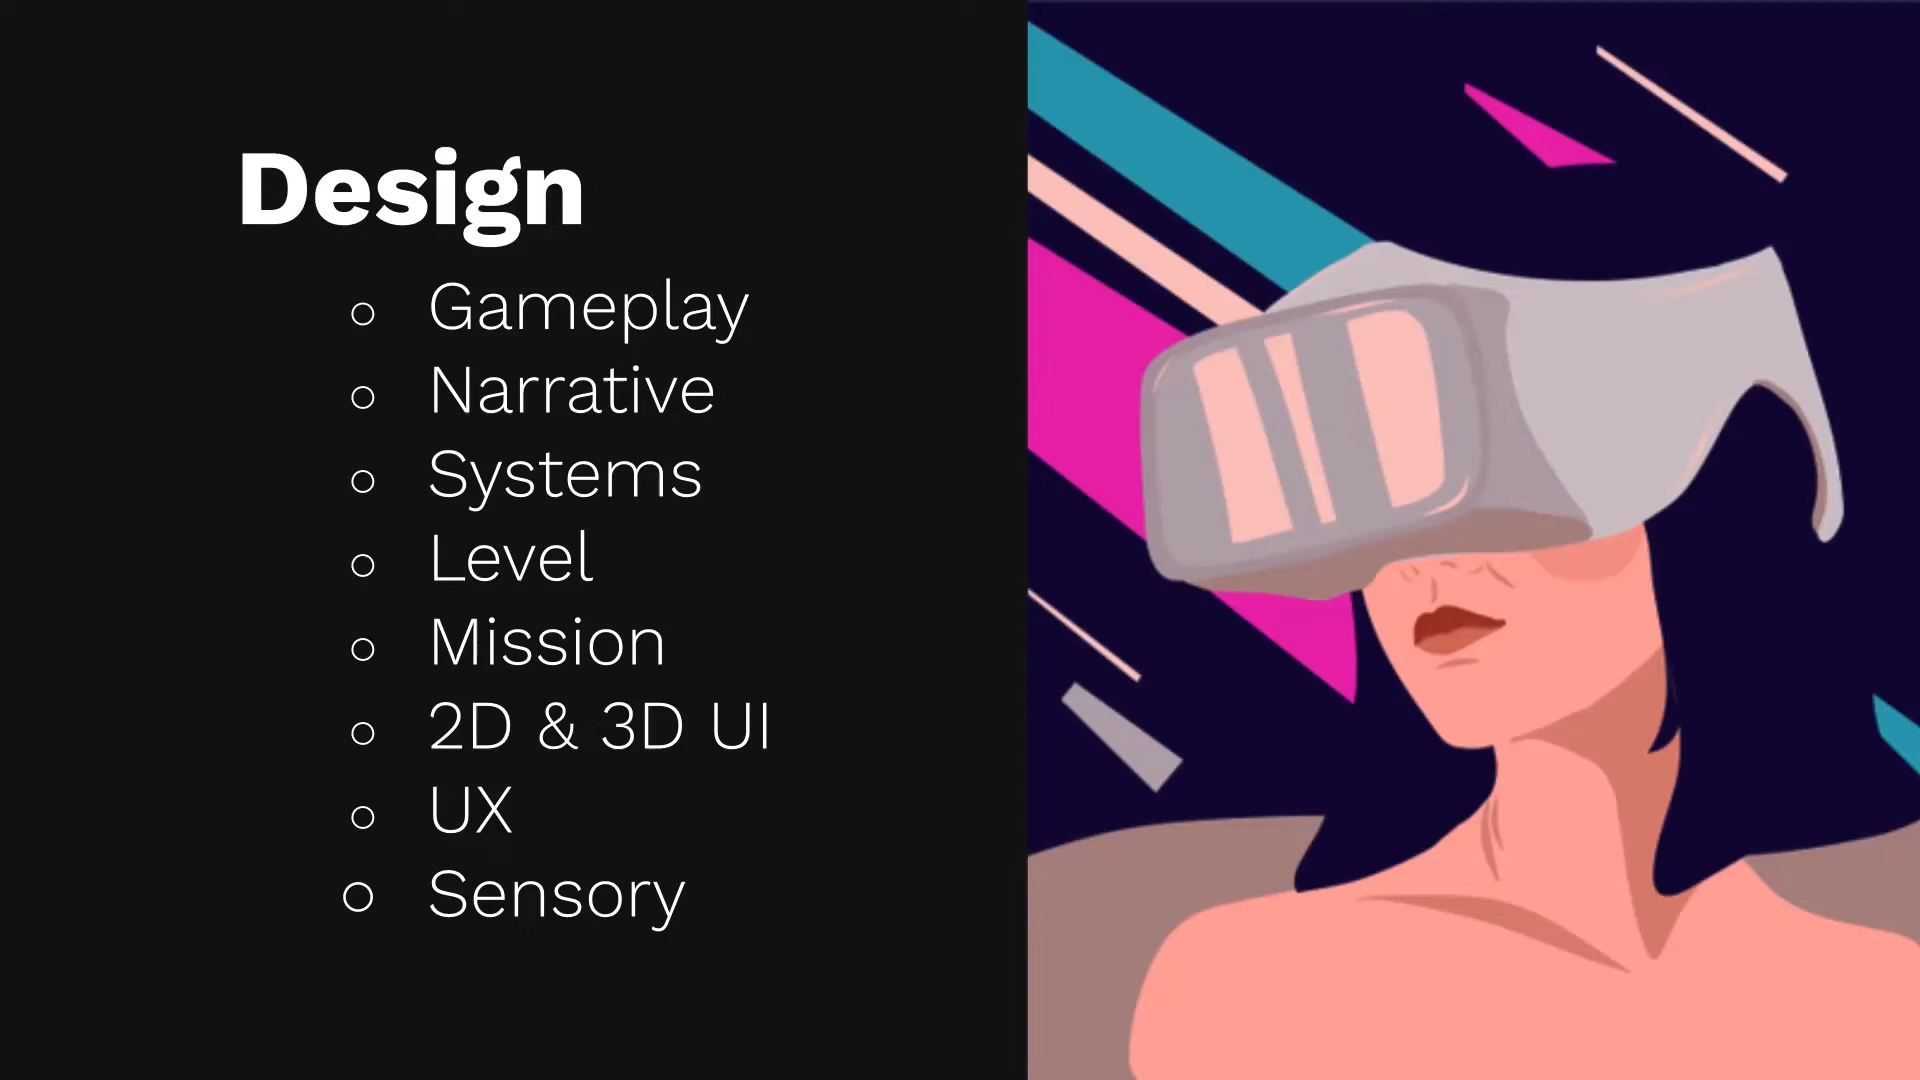 Design
○ Gameplay
○ Narrative
○ Systems
○ Level
○ Mission
○ 2D & 3D UI
○ UX
○ Sensory